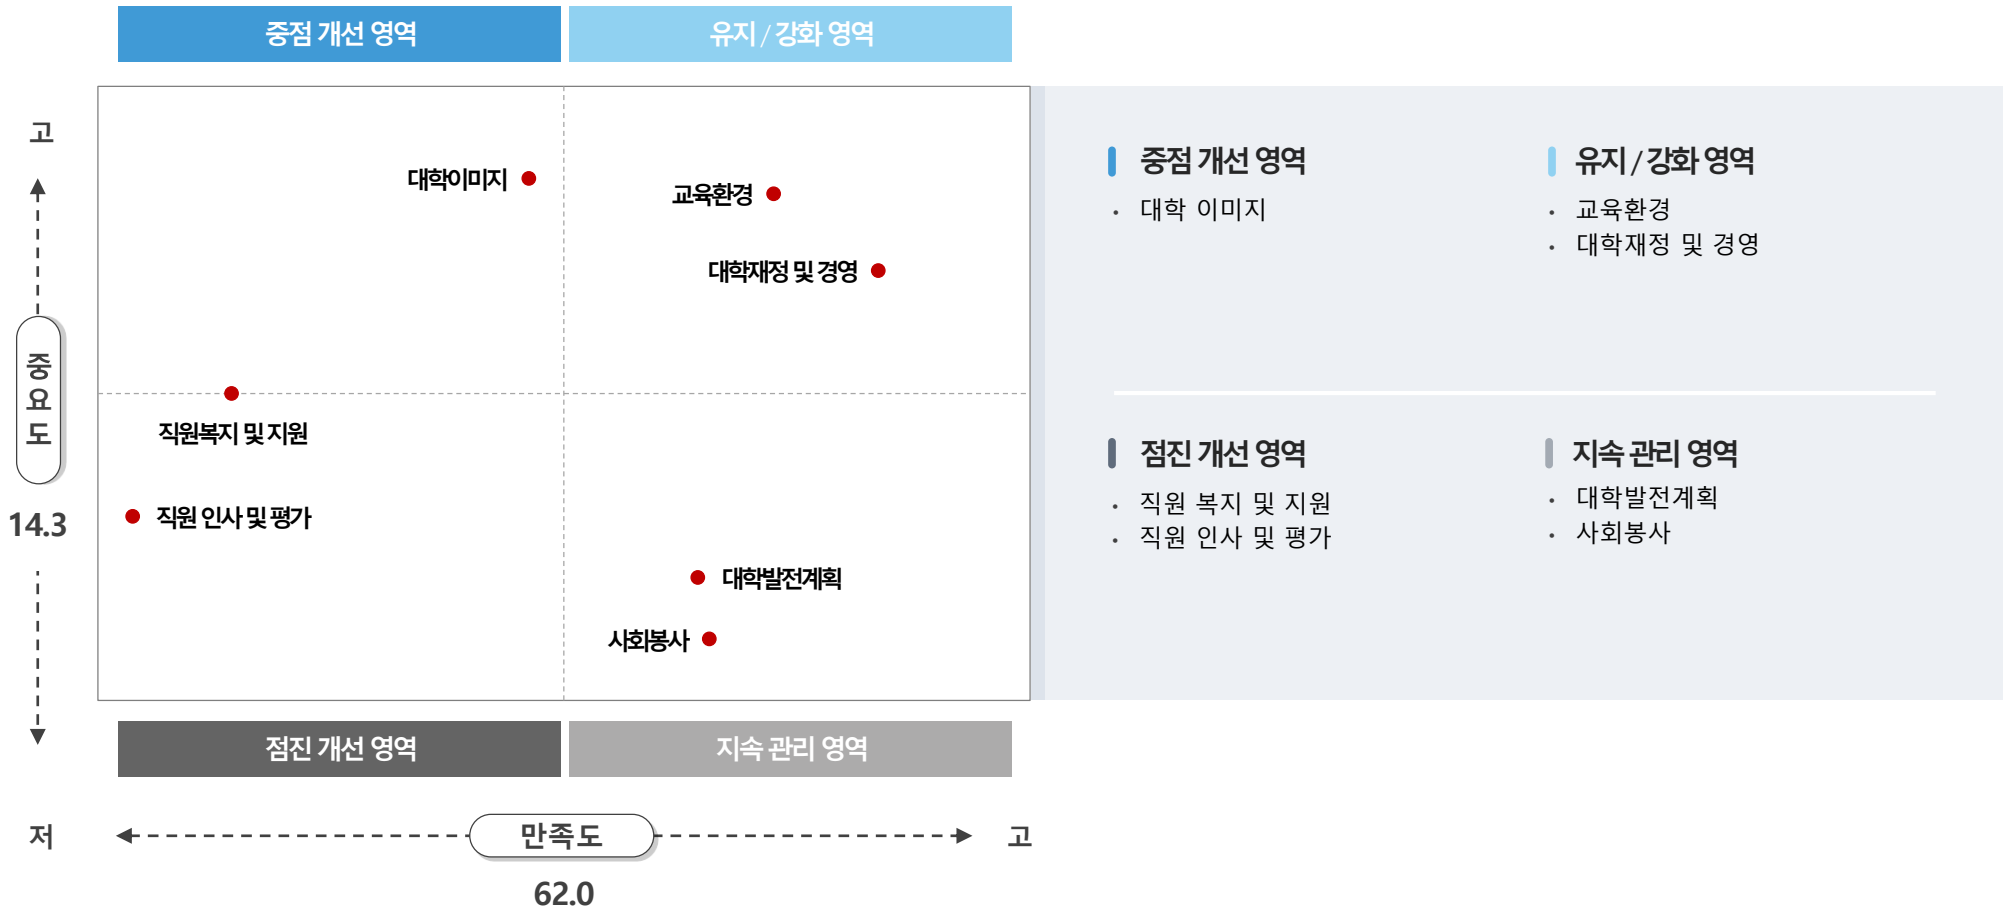 중점 개선 영역
유지 / 강화 영역
고
중요도
14.3
저
대학이미지
교육환경
대학재정 및 경영
직원복지 및 지원
직원 인사 및 평가
대학발전계획
사회봉사
점진 개선 영역
지속 관리 영역
만족도
고
62.0
중점 개선 영역
· 대학 이미지
유지 / 강화 영역
· 교육환경
· 대학재정 및 경영
점진 개선 영역
· 직원 복지 및 지원
· 직원 인사 및 평가
지속 관리 영역
· 대학발전계획
· 사회봉사